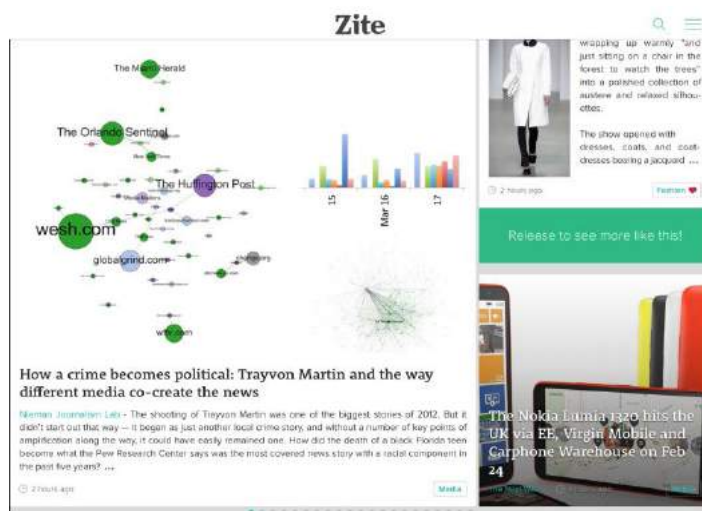 Zite
The Miami Herald
The Orlando Sentinel
The Huffington Post
wesh.com
globalgrind.com
15
Mar 16
17
How a crime becomes political: Trayvon Martin and the way
different media co-create the news
Nieman Journalism Lab - The shooting of Trayvon Martin was one of the biggest stories of 2012. But it
didn't start out that way — it began as just another local crime story, and without a number of key points of
amplification along the way, it could have easily remained one. How did the death of a black Florida teen
become what the Pew Research Center says was the most covered news story with a racial component in
the past five years? ...
2 hours ago
Media
wrapping up warmly "and
just sitting on a chair in the
forest to watch the trees"
into a polished collection of
austere and relaxed silhou-
ettes.
The show opened with
dresses, coats, and coat-
dresses bearing a jacquard ...
2 hours ago
Fashion
Release to see more like this!
The Nokia Lumia 1320 hits the
UK via EE, Virgin Mobile and
Carphone Warehouse on Feb
24